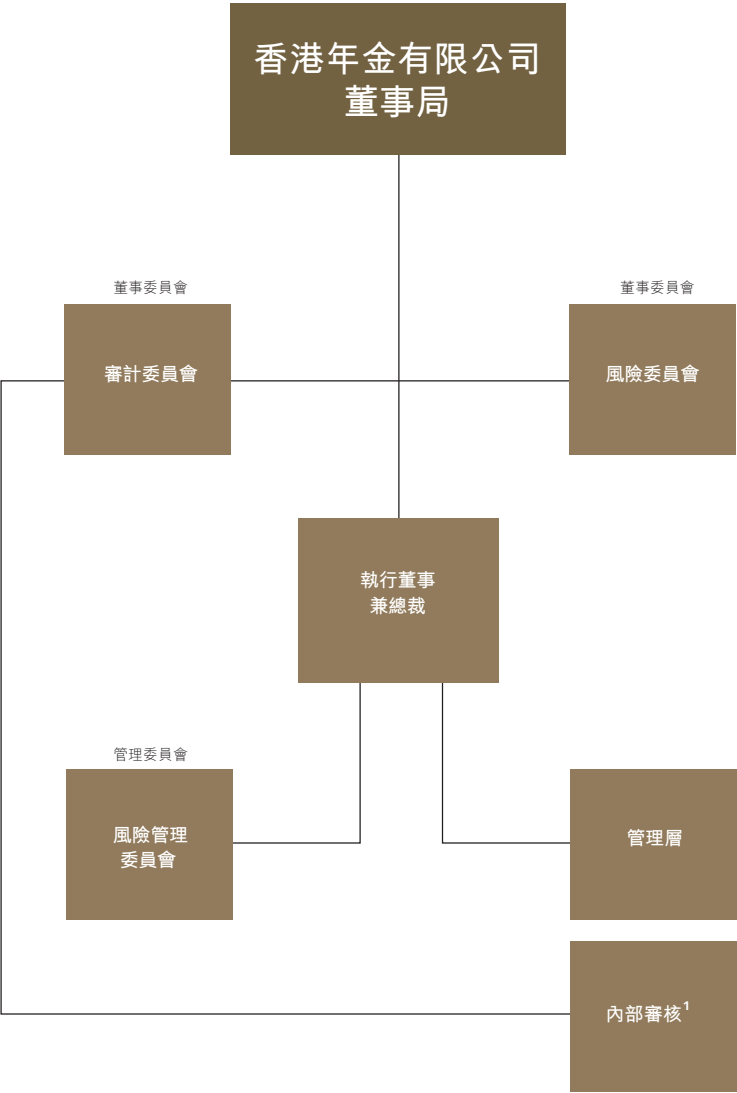 香港年金有限公司
董事局
董事委員會
董事委員會
審計委員會
風險委員會
執行董事
兼總裁
管理委員會
風險管理
委員會
管理層
內部審核¹